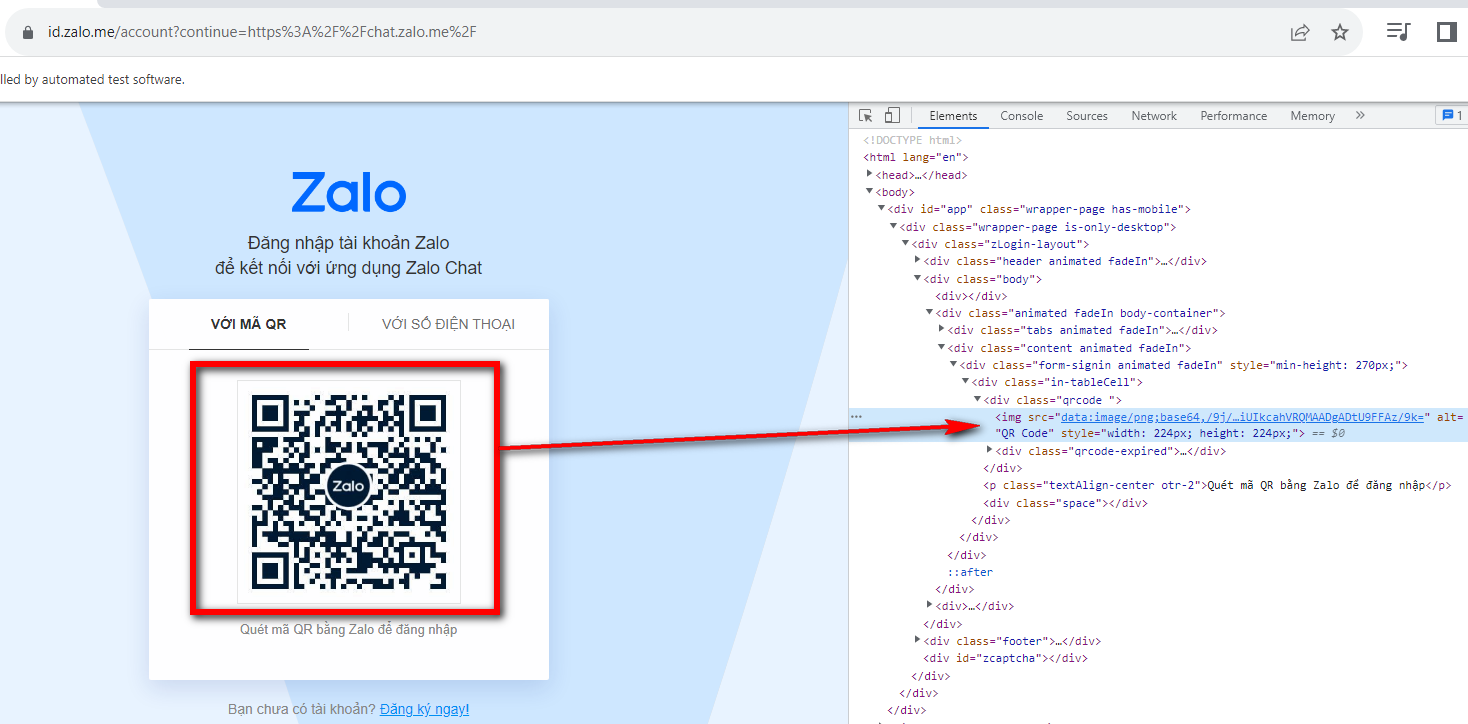 id.zalo.me/account?continue=https%3A%2F%2Fchat.zalo.me%2F
lled by automated test software.
Zalo
Đăng nhập tài khoản Zalo
để kết nối với ứng dụng Zalo Chat
VỚI MÃ QR
VỚI SỐ ĐIỆN THOẠI
Zalo
Quét mã QR bằng Zalo để đăng nhập
Bạn chưa có tài khoản? Đăng ký ngay!
Elements Console Sources Network Performance Memory » 1
<!DOCTYPE html>
<html lang="en">
<head>…</head>
<body>
<div id="app" class="wrapper-page has-mobile">
<div class="wrapper-page is-only-desktop">
<div class="zLogin-layout">
<div class="header animated fadeIn">…</div>
<div class="body">
<div></div>
<div class="animated fadeIn body-container">
<div class="tabs animated fadeIn">…</div>
<div class="content animated fadeIn">
<div class="form-signin animated fadeIn" style="min-height: 270px;">
<div class="in-tableCell">
<div class="qrcode ">
<img src="data:image/png;base64,/9j/…iUIkcahVRQMAADgADtU9FFAz/9k=" alt=
"QR Code" style="width: 224px; height: 224px;"> == $0
<div class="qrcode-expired">…</div>
</div>
<p class="textAlign-center otr-2">Quét mã QR bằng Zalo để đăng nhập</p>
<div class="space"></div>
</div>
</div>
</div>
::after
</div>
<div>…</div>
</div>
<div class="footer">…</div>
<div id="zcaptcha"></div>
</div>
</div>
</div>